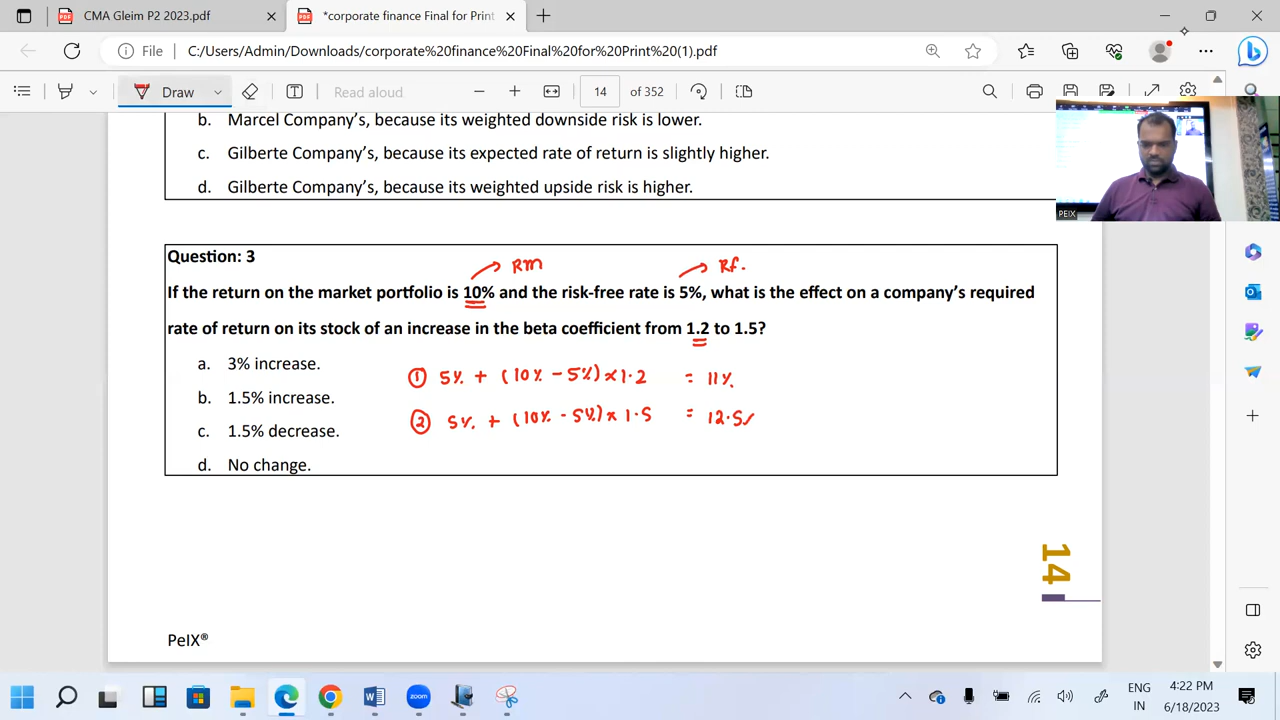 CMA Gleim P2 2023.pdf
*corporate finance Final for Print
File C:/Users/Admin/Downloads/corporate%20finance%20Final%20for%20Print%20(1).pdf
Draw
Read aloud
14 of 352
b. Marcel Company's, because its weighted downside risk is lower.
c. Gilberte Company's, because its expected rate of return is slightly higher.
d. Gilberte Company's, because its weighted upside risk is higher.
PEIX
Question: 3
Rm
Rf.
If the return on the market portfolio is 10% and the risk-free rate is 5%, what is the effect on a company's required
rate of return on its stock of an increase in the beta coefficient from 1.2 to 1.5?
a. 3% increase.
① 5% + (10% - 5%) × 1.2 = 11%
b. 1.5% increase.
② 5% + (10% - 5%) × 1.5 = 12.5%
c. 1.5% decrease.
d. No change.
14
PeIX®
zoom
ENG
IN
4:22 PM
6/18/2023